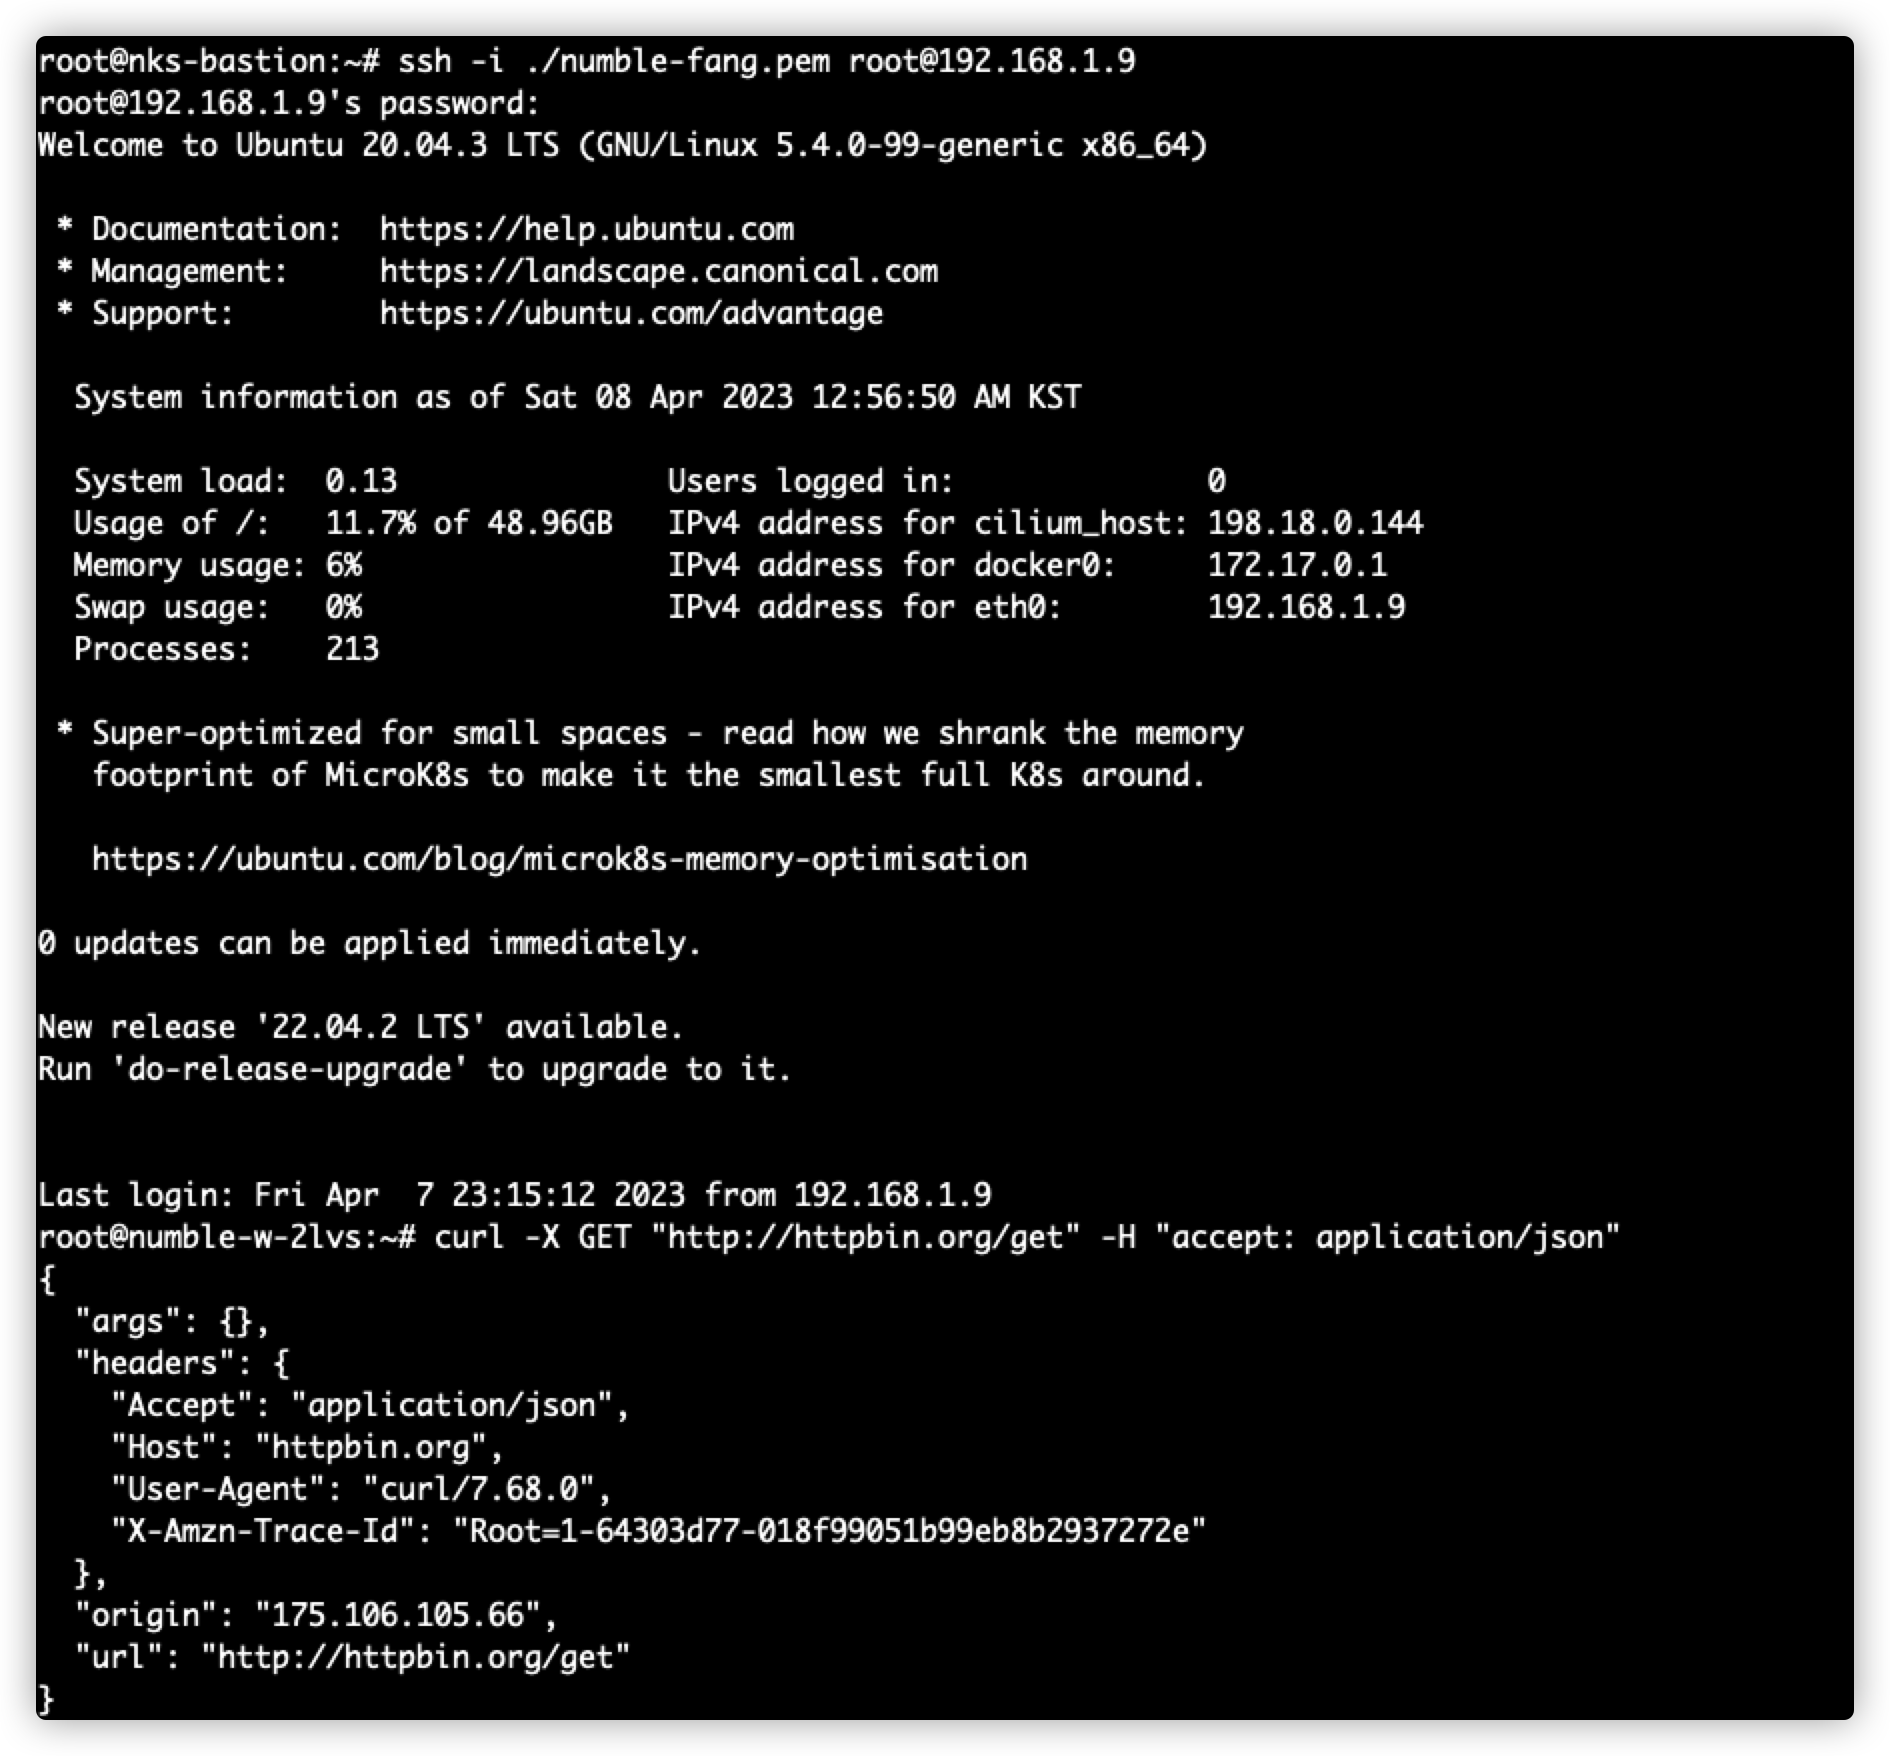 root@nks-bastion:~# ssh -i ./numble-fang.pem root@192.168.1.9
root@192.168.1.9's password:
Welcome to Ubuntu 20.04.3 LTS (GNU/Linux 5.4.0-99-generic x86_64)

 * Documentation:  https://help.ubuntu.com
 * Management:     https://landscape.canonical.com
 * Support:        https://ubuntu.com/advantage

  System information as of Sat 08 Apr 2023 12:56:50 AM KST

  System load:  0.13               Users logged in:              0
  Usage of /:   11.7% of 48.96GB   IPv4 address for cilium_host: 198.18.0.144
  Memory usage: 6%                 IPv4 address for docker0:     172.17.0.1
  Swap usage:   0%                 IPv4 address for eth0:        192.168.1.9
  Processes:    213

 * Super-optimized for small spaces - read how we shrank the memory
   footprint of MicroK8s to make it the smallest full K8s around.

   https://ubuntu.com/blog/microk8s-memory-optimisation

0 updates can be applied immediately.

New release '22.04.2 LTS' available.
Run 'do-release-upgrade' to upgrade to it.


Last login: Fri Apr  7 23:15:12 2023 from 192.168.1.9
root@numble-w-2lvs:~# curl -X GET "http://httpbin.org/get" -H "accept: application/json"
{
  "args": {},
  "headers": {
    "Accept": "application/json",
    "Host": "httpbin.org",
    "User-Agent": "curl/7.68.0",
    "X-Amzn-Trace-Id": "Root=1-64303d77-018f99051b99eb8b2937272e"
  },
  "origin": "175.106.105.66",
  "url": "http://httpbin.org/get"
}